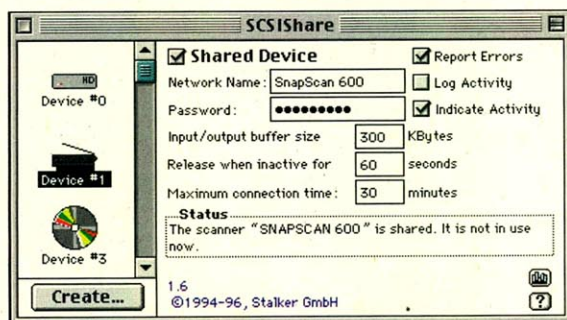 SCSIShare
HD
Device #0
Device #1
Device #3
Create...
Shared Device
Report Errors
Network Name: SnapScan 600
Log Activity
Password: •••••••••
Indicate Activity
Input/output buffer size 300 KBytes
Release when inactive for 60 seconds
Maximum connection time: 30 minutes
Status
The scanner "SNAPSCAN 600" is shared. It is not in use
now.
1.6
©1994-96, Stalker GmbH
?